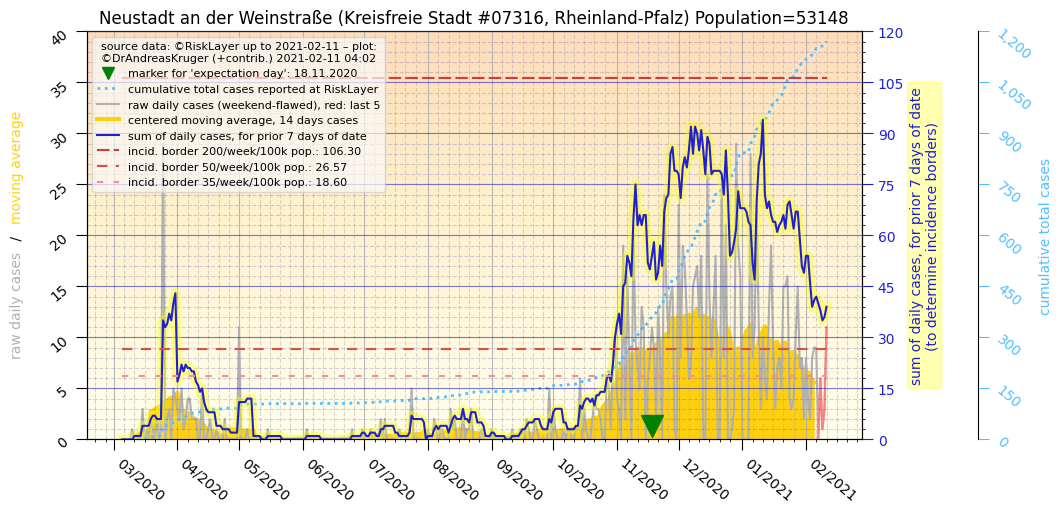 Neustadt an der Weinstraße (Kreisfreie Stadt #07316, Rheinland-Pfalz) Population=53148
source data: ©RiskLayer up to 2021-02-11 – plot:
©DrAndreasKruger (+contrib.) 2021-02-11 04:02
marker for 'expectation day': 18.11.2020
cumulative total cases reported at RiskLayer
raw daily cases (weekend-flawed), red: last 5
centered moving average, 14 days
sum of daily cases, for prior 7 days of date
incid. border 200/week/100k pop.: 106.30
incid. border 50/week/100k pop.: 26.57
incid. border 35/week/100k pop.: 18.60
raw daily cases / moving average
40
35
30
25
20
15
10
5
0
03/2020
04/2020
05/2020
06/2020
07/2020
08/2020
09/2020
10/2020
11/2020
12/2020
01/2021
02/2021
120
105
90
75
60
45
30
15
0
sum of daily cases, for prior 7 days of date
(to determine incidence borders)
1,200
1,050
900
750
600
450
300
150
0
cumulative total cases